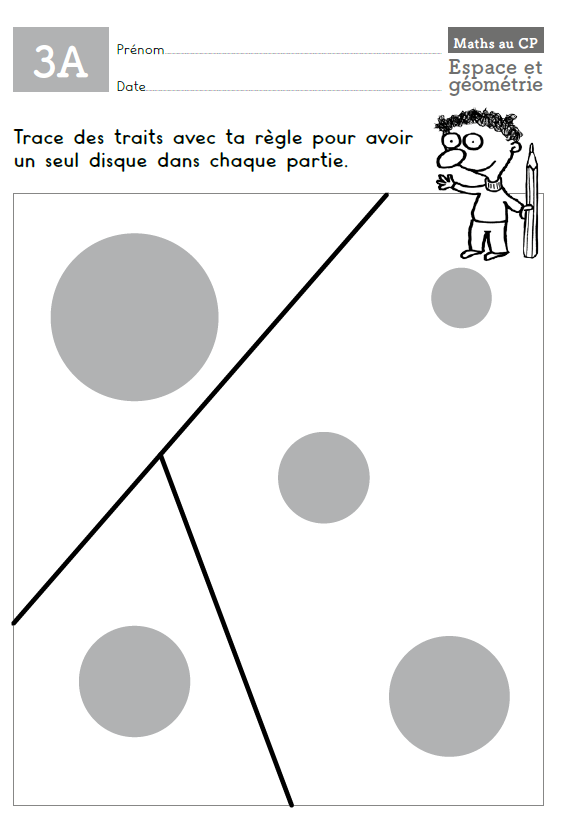 3A
Prénom
Date
Maths au CP
Espace et
géométrie
Trace des traits avec ta règle pour avoir
un seul disque dans chaque partie.